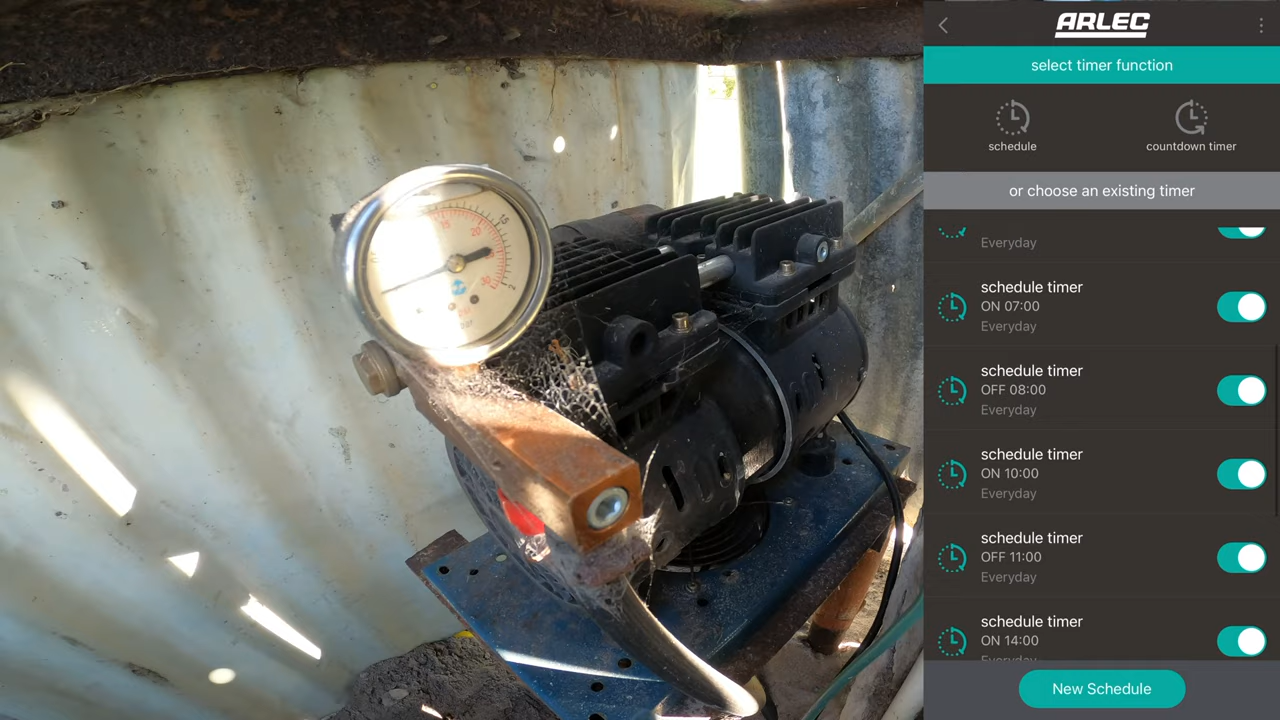 ARLEC
select timer function
schedule
countdown timer
or choose an existing timer
Everyday
schedule timer
ON 07:00
Everyday
schedule timer
OFF 08:00
Everyday
schedule timer
ON 10:00
Everyday
schedule timer
OFF 11:00
Everyday
schedule timer
ON 14:00
Everyday
New Schedule